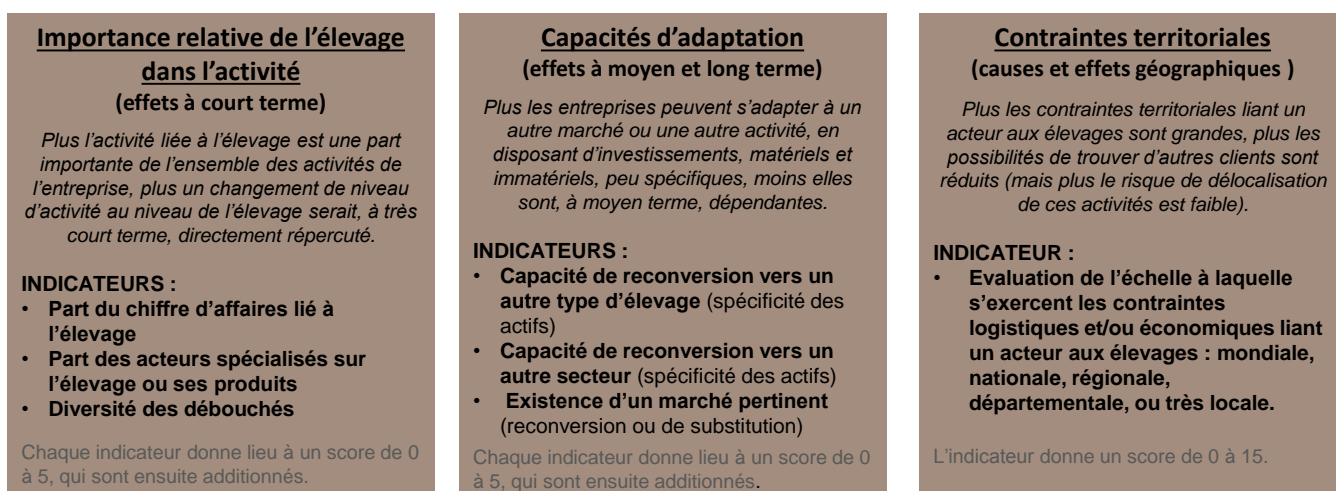 Importance relative de l’élevage
dans l’activité
(effets à court terme)
Plus l’activité liée à l’élevage est une part
importante de l’ensemble des activités de
l’entreprise, plus un changement de niveau
d’activité au niveau de l’élevage serait, à très
court terme, directement répercuté.
INDICATEURS :
• Part du chiffre d’affaires lié à
l’élevage
• Part des acteurs spécialisés sur
l’élevage ou ses produits
• Diversité des débouchés
Chaque indicateur donne lieu à un score de 0
à 5, qui sont ensuite additionnés.
Capacités d’adaptation
(effets à moyen et long terme)
Plus les entreprises peuvent s’adapter à un
autre marché ou une autre activité, en
disposant d’investissements, matériels et
immatériels, peu spécifiques, moins elles
sont, à moyen terme, dépendantes.
INDICATEURS :
• Capacité de reconversion vers un
autre type d’élevage (spécificité des
actifs)
• Capacité de reconversion vers un
autre secteur (spécificité des actifs)
• Existence d’un marché pertinent
(reconversion ou de substitution)
Chaque indicateur donne lieu à un score de 0
à 5, qui sont ensuite additionnés.
Contraintes territoriales
(causes et effets géographiques )
Plus les contraintes territoriales liant un
acteur aux élevages sont grandes, plus les
possibilités de trouver d’autres clients sont
réduits (mais plus le risque de délocalisation
de ces activités est faible).
INDICATEUR :
• Evaluation de l’échelle à laquelle
s’exercent les contraintes
logistiques et/ou économiques liant
un acteur aux élevages : mondiale,
nationale, régionale,
départementale, ou très locale.
L’indicateur donne un score de 0 à 15.